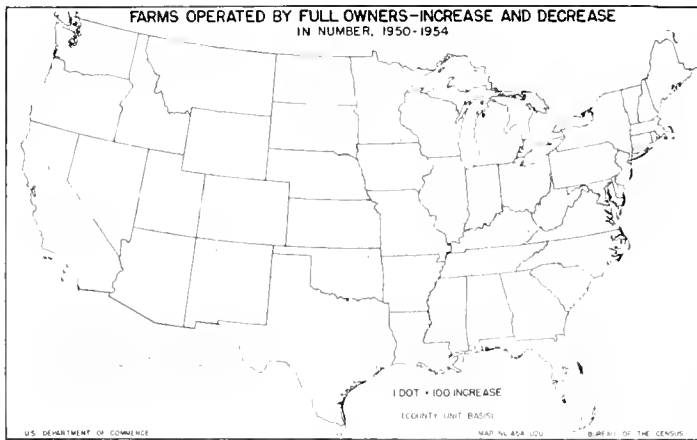 FARMS OPERATED BY FULL OWNERS-INCREASE AND DECREASE
IN NUMBER, 1950-1954
1 DOT = 100 INCREASE
(COUNTY UNIT BASIS)
U.S. DEPARTMENT OF COMMERCE
MAP
BUREAU OF THE CENSUS